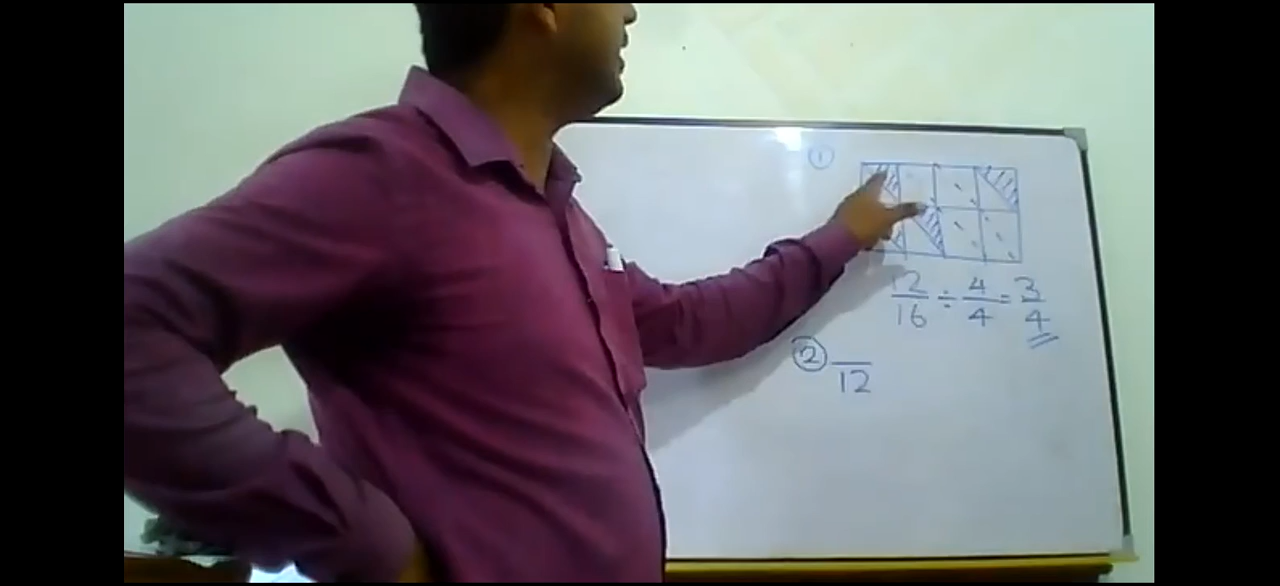 ①
12/16 ÷ 4/4 = 3/4
② /12